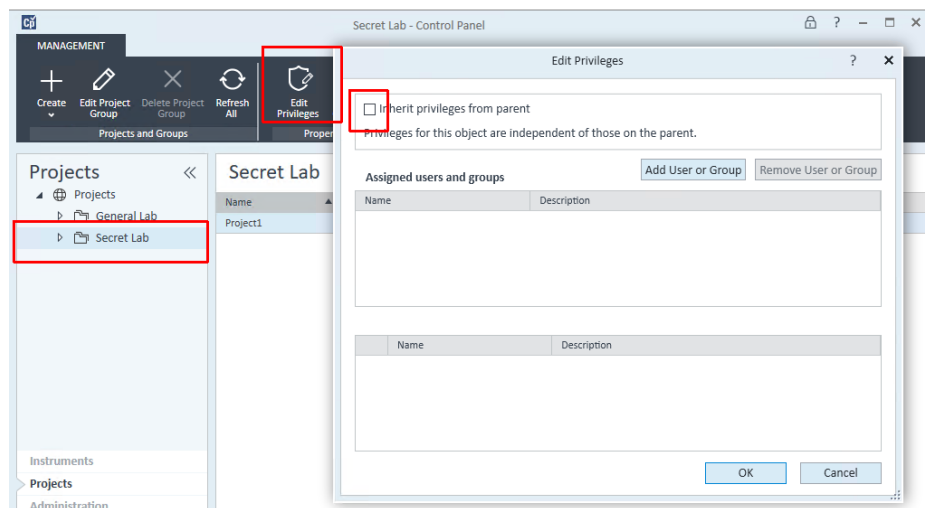 Secret Lab - Control Panel
?
MANAGEMENT
Create
Edit Project Group
Delete Project Group
Refresh All
Edit Privileges
Projects and Groups
Proper
Projects
Projects
General Lab
Secret Lab
Instruments
Projects
Administration
Secret Lab
Name
Project1
Edit Privileges
?
Inherit privileges from parent
Privileges for this object are independent of those on the parent.
Assigned users and groups
Add User or Group
Remove User or Group
Name Description
Name Description
OK Cancel